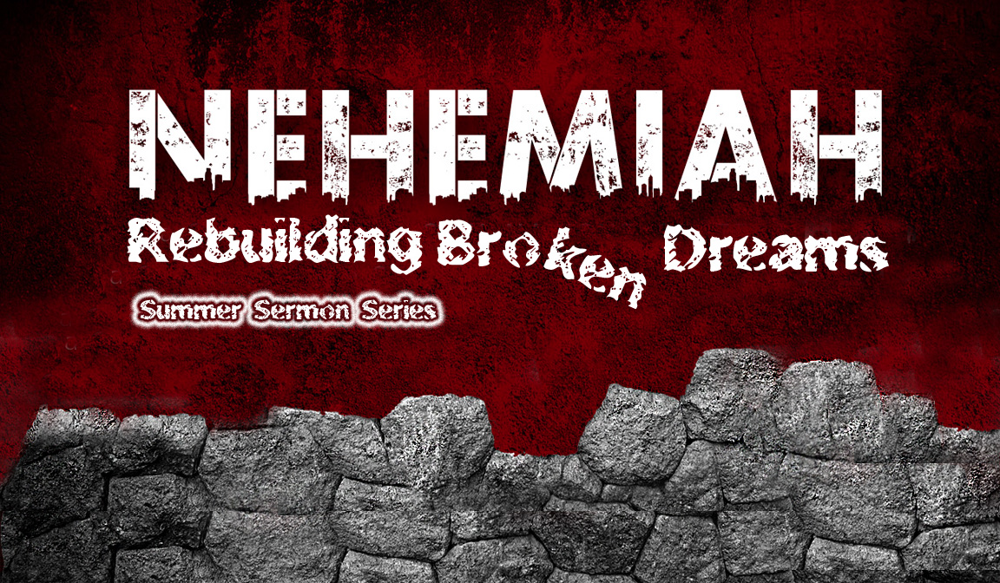 NEHEMIAH
Rebuilding Broken Dreams
Summer Sermon Series